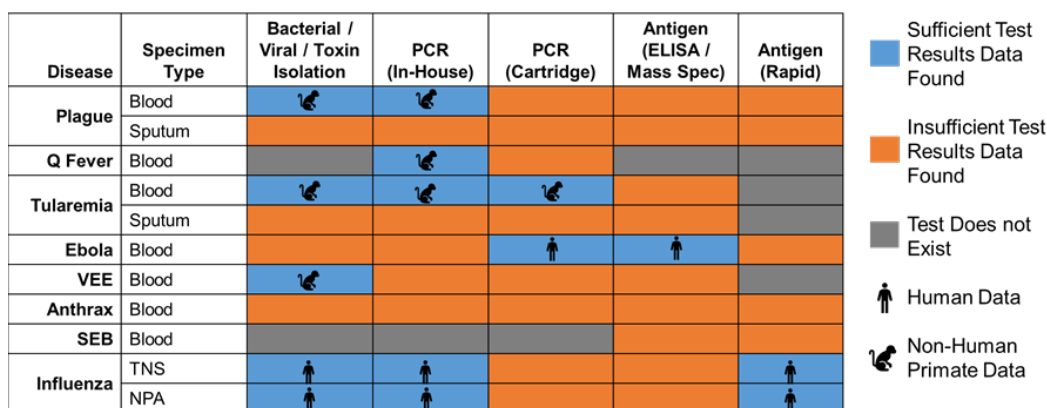 Disease
Specimen
Type
Bacterial /
Viral / Toxin
Isolation
PCR
(In-House)
PCR
(Cartridge)
Antigen
(ELISA /
Mass Spec)
Antigen
(Rapid)
Plague
Blood
Sputum
Q Fever
Blood
Tularemia
Blood
Sputum
Ebola
Blood
VEE
Blood
Anthrax
Blood
SEB
Blood
Influenza
TNS
NPA
Sufficient Test
Results Data
Found
Insufficient Test
Results Data
Found
Test Does not
Exist
Human Data
Non-Human
Primate Data